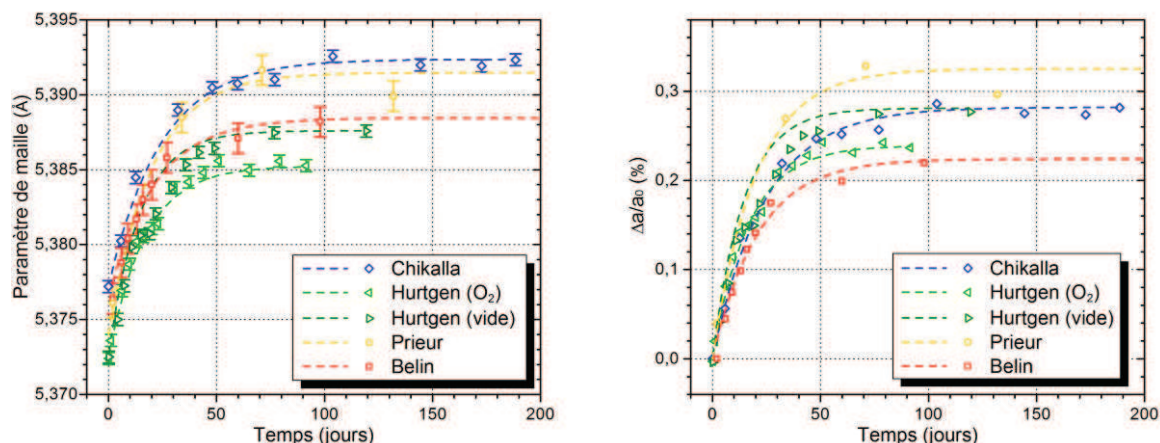 Paramètre de maille (Å)
5,395
5,390
5,385
5,380
5,375
5,370
0 50 100 150 200
Temps (jours)
Chikalla
Hurtgen (O₂)
Hurtgen (vide)
Prieur
Belin
Δa/a₀ (%)
0,3
0,2
0,1
0,0
0 50 100 150 200
Temps (jours)
Chikalla
Hurtgen (O₂)
Hurtgen (vide)
Prieur
Belin